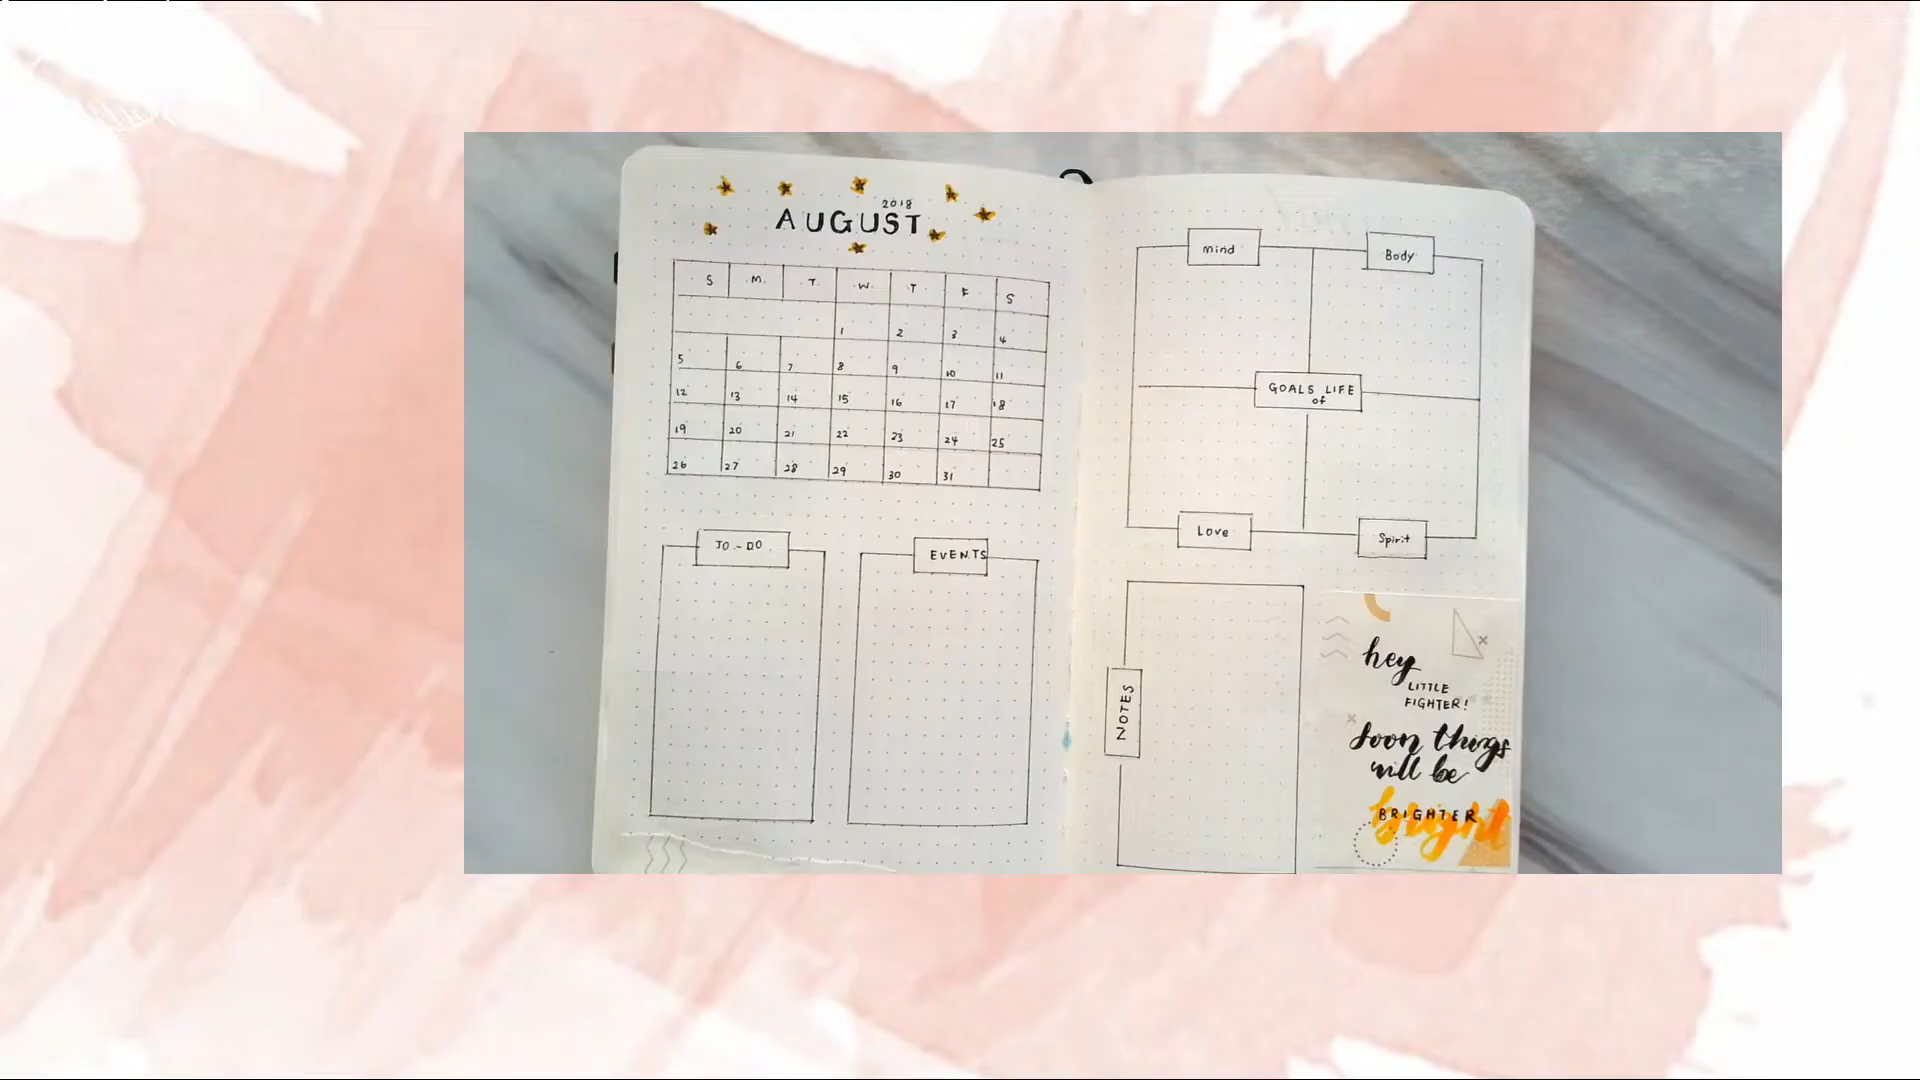 2018
AUGUST
S M T W T F S
1 2 3 4
5 6 7 8 9 10 11
12 13 14 15 16 17 18
19 20 21 22 23 24 25
26 27 28 29 30 31
TO-DO
EVENTS
mind
Body
GOALS LIFE
of
Love
Spirit
NOTES
hey
LITTLE
FIGHTER!
soon things
will be
bright
BRIGHTER